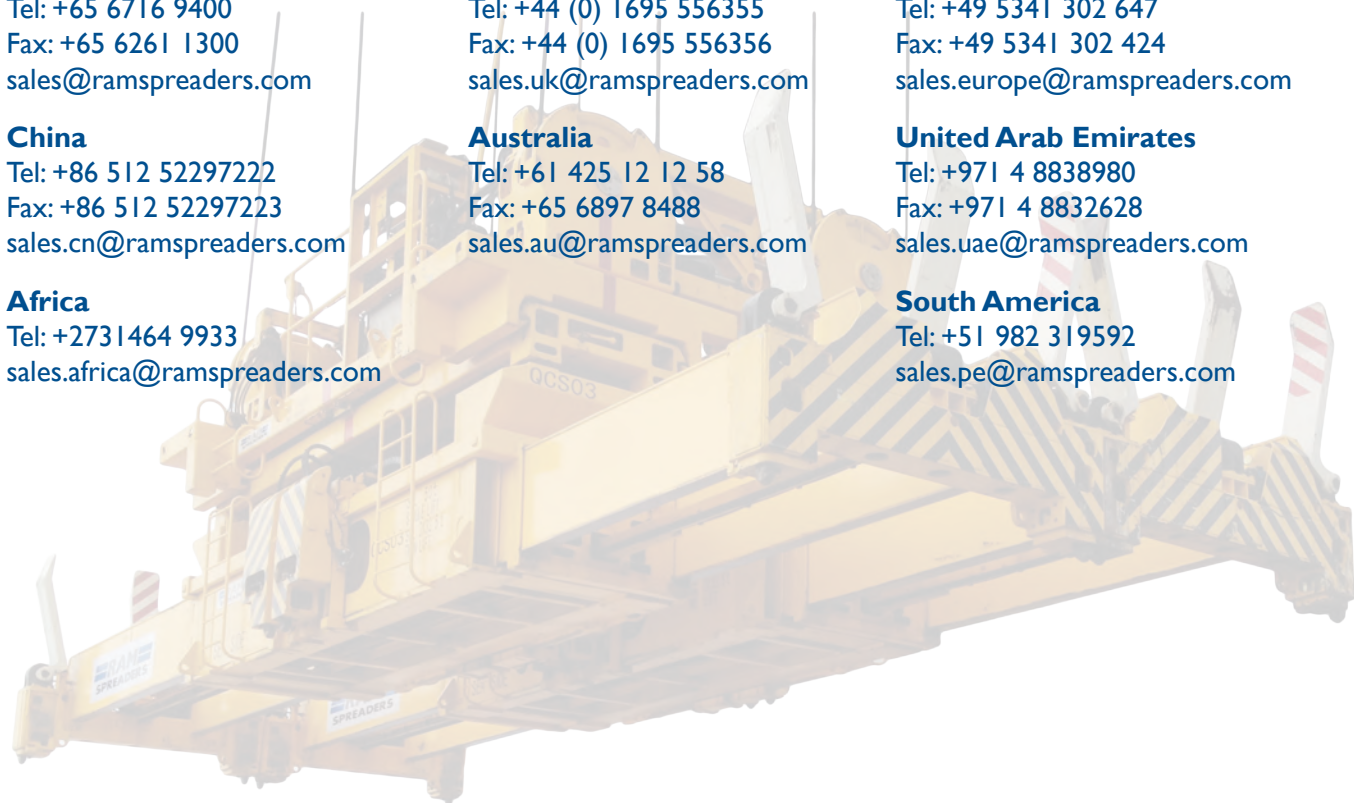 Tel: +65 6716 9400
Fax: +65 6261 1300
sales@ramspreaders.com
Tel: +44 (0) 1695 556355
Fax: +44 (0) 1695 556356
sales.uk@ramspreaders.com
Tel: +49 5341 302 647
Fax: +49 5341 302 424
sales.europe@ramspreaders.com
China
Tel: +86 512 52297222
Fax: +86 512 52297223
sales.cn@ramspreaders.com
Australia
Tel: +61 425 12 12 58
Fax: +65 6897 8488
sales.au@ramspreaders.com
United Arab Emirates
Tel: +971 4 8838980
Fax: +971 4 8832628
sales.uae@ramspreaders.com
Africa
Tel: +2731464 9933
sales.africa@ramspreaders.com
South America
Tel: +51 982 319592
sales.pe@ramspreaders.com
QCS03
RAM
SPREADERS
SPREADERS